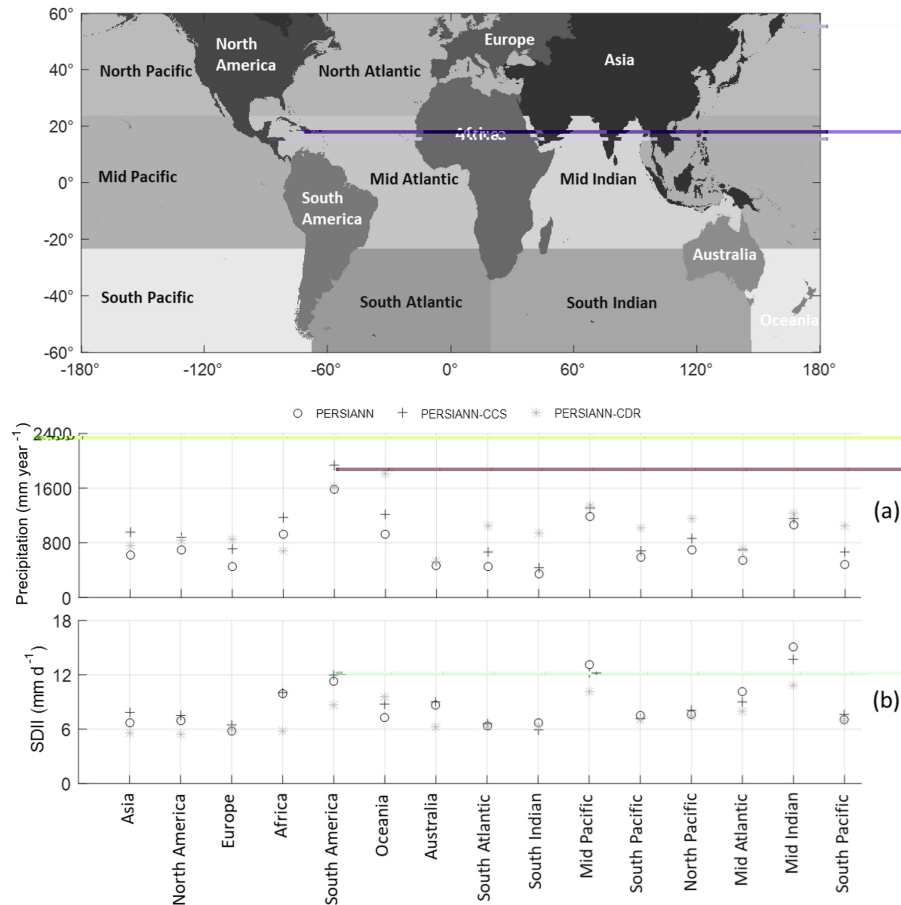 60°
40°
20°
0°
-20°
-40°
-60°
-180°
-120°
-60°
0°
60°
120°
180°
North
America
Europe
Asia
North Pacific
North Atlantic
Africa
Mid Pacific
Mid Atlantic
Mid Indian
South
America
Australia
South Pacific
South Atlantic
South Indian
Oceania
PERSIANN
PERSIANN-CCS
PERSIANN-CDR
Precipitation (mm year -1)
2400
1600
800
0
(a)
SDII (mm d-1)
18
12
6
0
(b)
Asia
North America
Europe
Africa
South America
Oceania
Australia
South Atlantic
South Indian
Mid Pacific
South Pacific
North Pacific
Mid Atlantic
Mid Indian
South Pacific